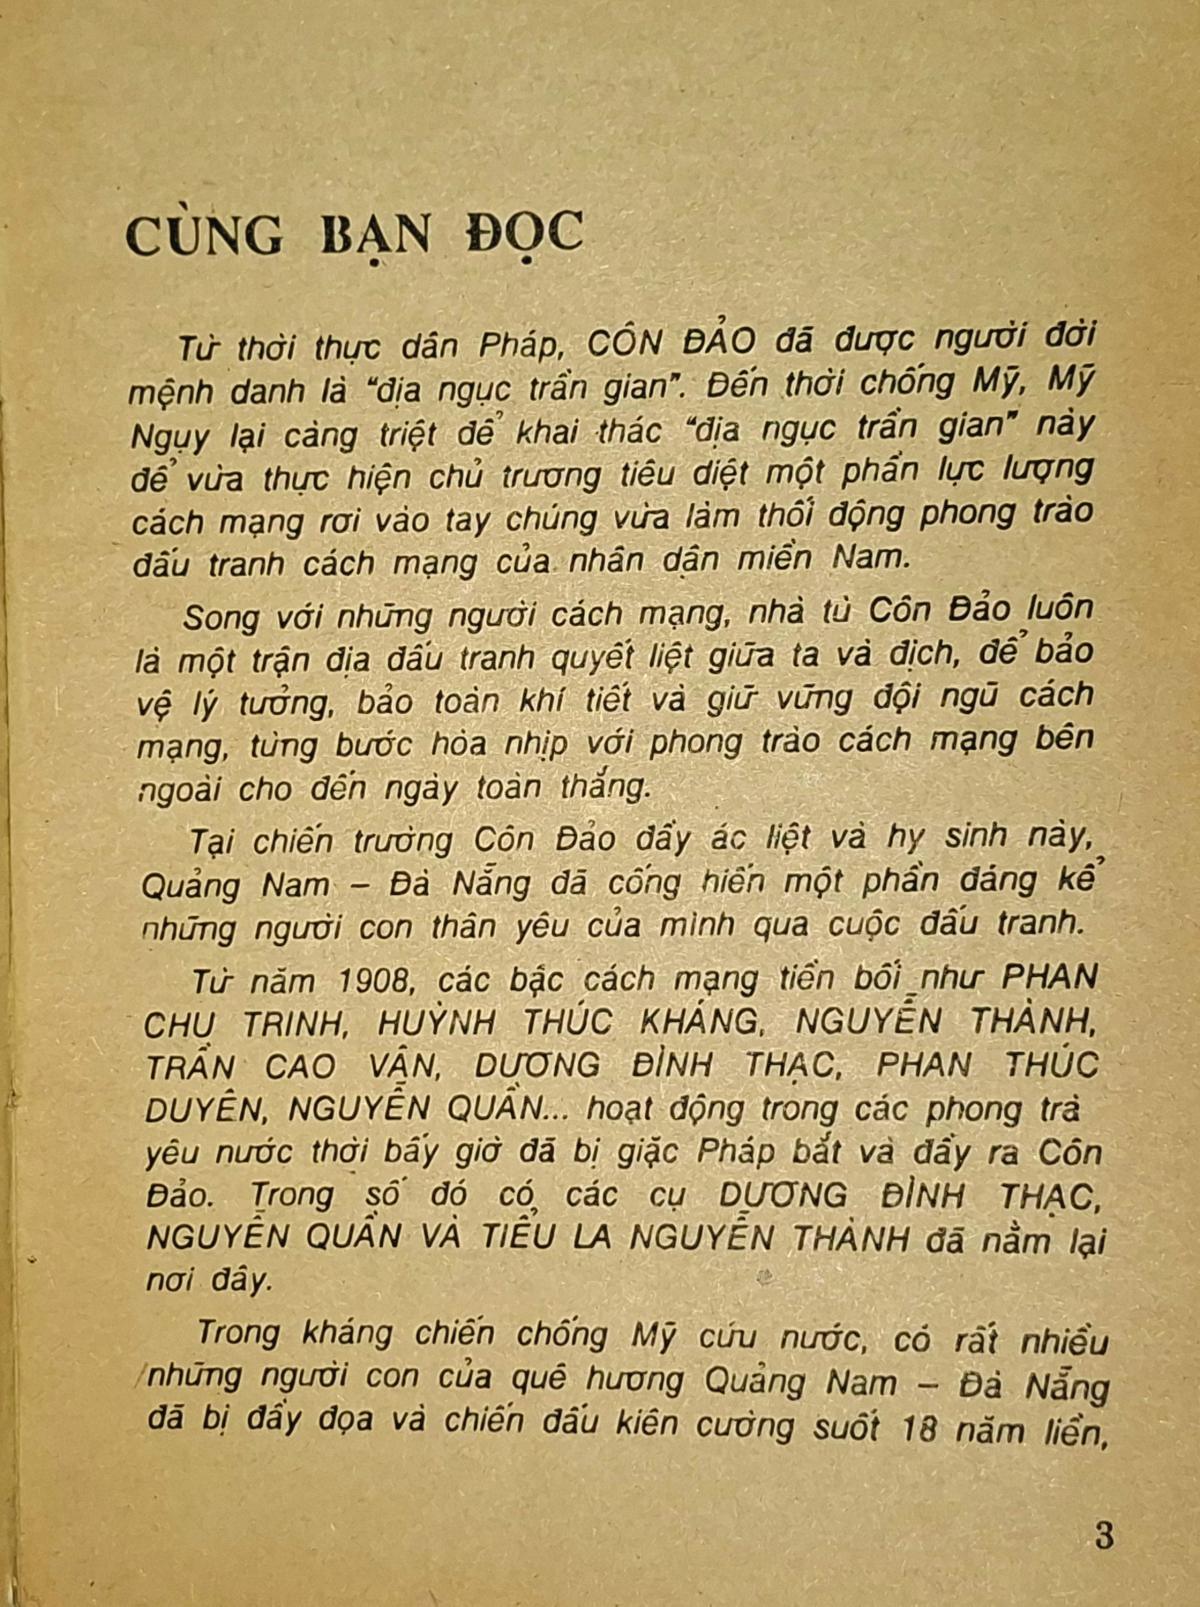 CÙNG BẠN ĐỌC
Từ thời thực dân Pháp, CÔN ĐẢO đã được người đời
mệnh danh là "địa ngục trần gian". Đến thời chống Mỹ, Mỹ
Ngụy lại càng triệt để khai thác "địa ngục trần gian" này
để vừa thực hiện chủ trương tiêu diệt một phần lực lượng
cách mạng rơi vào tay chúng vừa làm thối động phong trào
đấu tranh cách mạng của nhân dân miền Nam.
Song với những người cách mạng, nhà tù Côn Đảo luôn
là một trận địa đấu tranh quyết liệt giữa ta và địch, để bảo
vệ lý tưởng, bảo toàn khí tiết và giữ vững đội ngũ cách
mạng, từng bước hòa nhịp với phong trào cách mạng bên
ngoài cho đến ngày toàn thắng.
Tại chiến trường Côn Đảo đầy ác liệt và hy sinh này,
Quảng Nam - Đà Nẵng đã cống hiến một phần đáng kể
những người con thân yêu của mình qua cuộc đấu tranh.
Từ năm 1908, các bậc cách mạng tiền bối như PHAN
CHU TRINH, HUỲNH THÚC KHÁNG, NGUYỄN THÀNH,
TRẦN CAO VÂN, DƯƠNG ĐÌNH THẠC, PHAN THÚC
DUYÊN, NGUYỄN QUẦN... hoạt động trong các phong trà
yêu nước thời bấy giờ đã bị giặc Pháp bắt và đầy ra Côn
Đảo. Trong số đó có các cụ DƯƠNG ĐÌNH THẠC,
NGUYỄN QUẦN VÀ TIỂU LA NGUYỄN THÀNH đã nằm lại
nơi đây.
Trong kháng chiến chống Mỹ cứu nước, có rất nhiều
những người con của quê hương Quảng Nam - Đà Nẵng
đã bị đầy đọa và chiến đấu kiên cường suốt 18 năm liền,
3